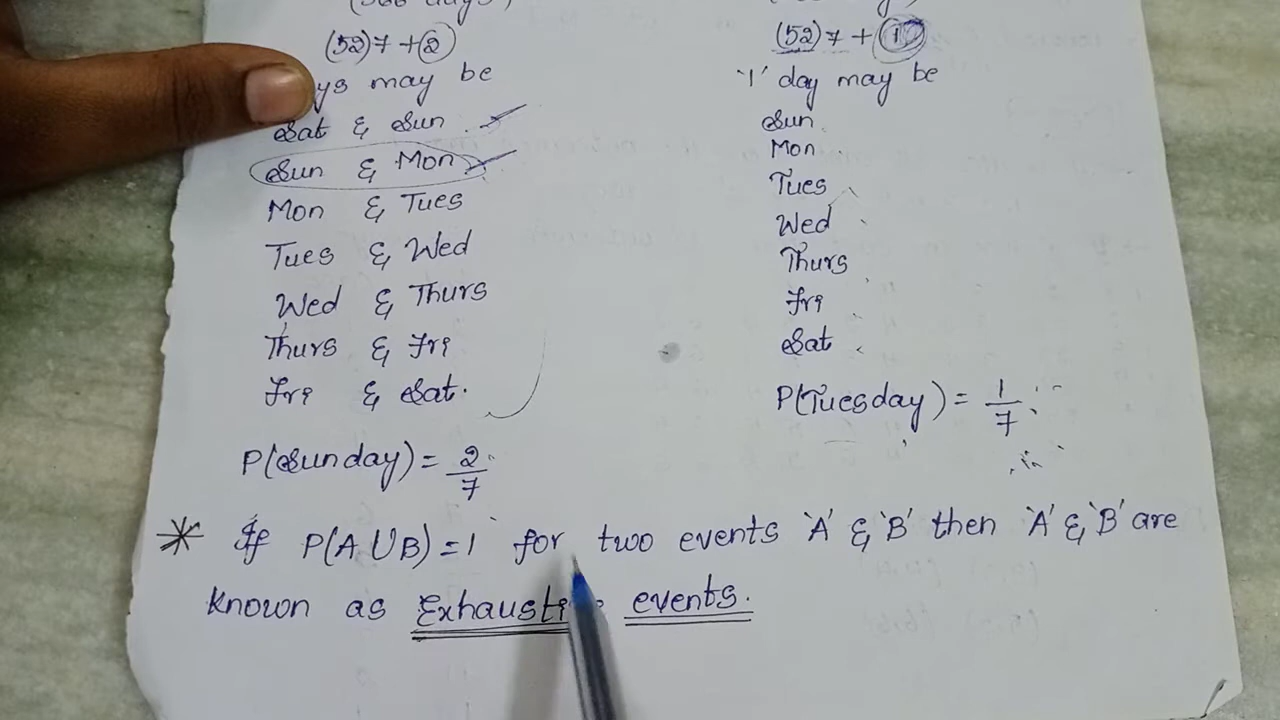 (52)7 + 2
may be
Sat & Sun
Sun & Mon
Mon & Tues
Tues & Wed
Wed & Thurs
Thurs & Fri
Fri & Sat.
P(Sunday) = 2/7
(52)7 + 1
'1' day may be
Sun
Mon
Tues
Wed
Thurs
Fri
Sat
P(Tuesday) = 1/7
* If P(A ∪ B) = 1 for two events 'A' & 'B' then 'A' & 'B' are
known as events.